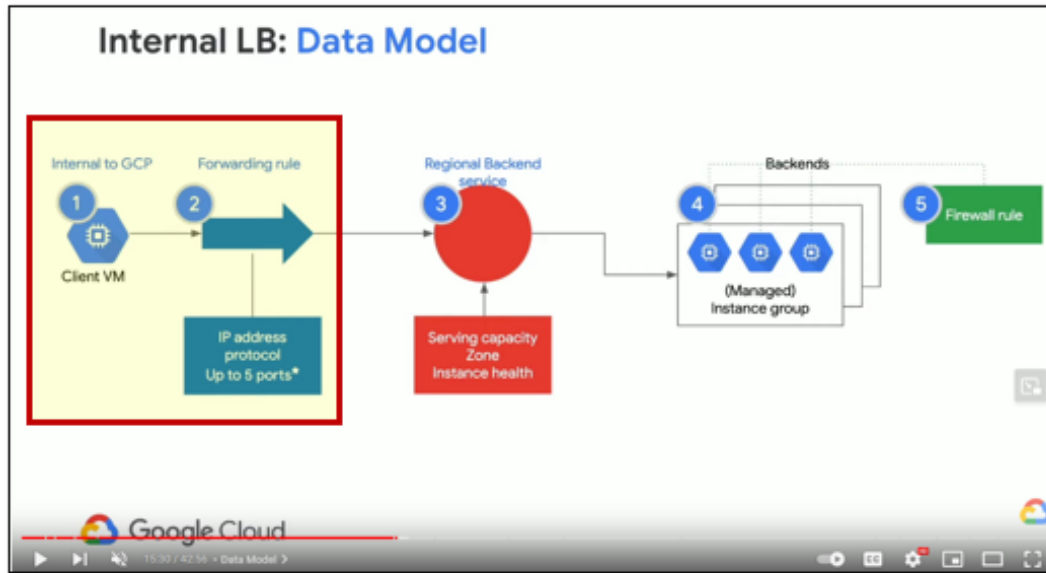 Internal LB: Data Model
Internal to GCP
Forwarding rule
Regional Backend
service
Backends
1
2
3
4
5
Firewall rule
Client VM
(Managed)
Instance group
IP address
protocol
Up to 5 ports*
Serving capacity
Zone
Instance health
Google Cloud
15:30 / 42:56 • Data Model >
CC